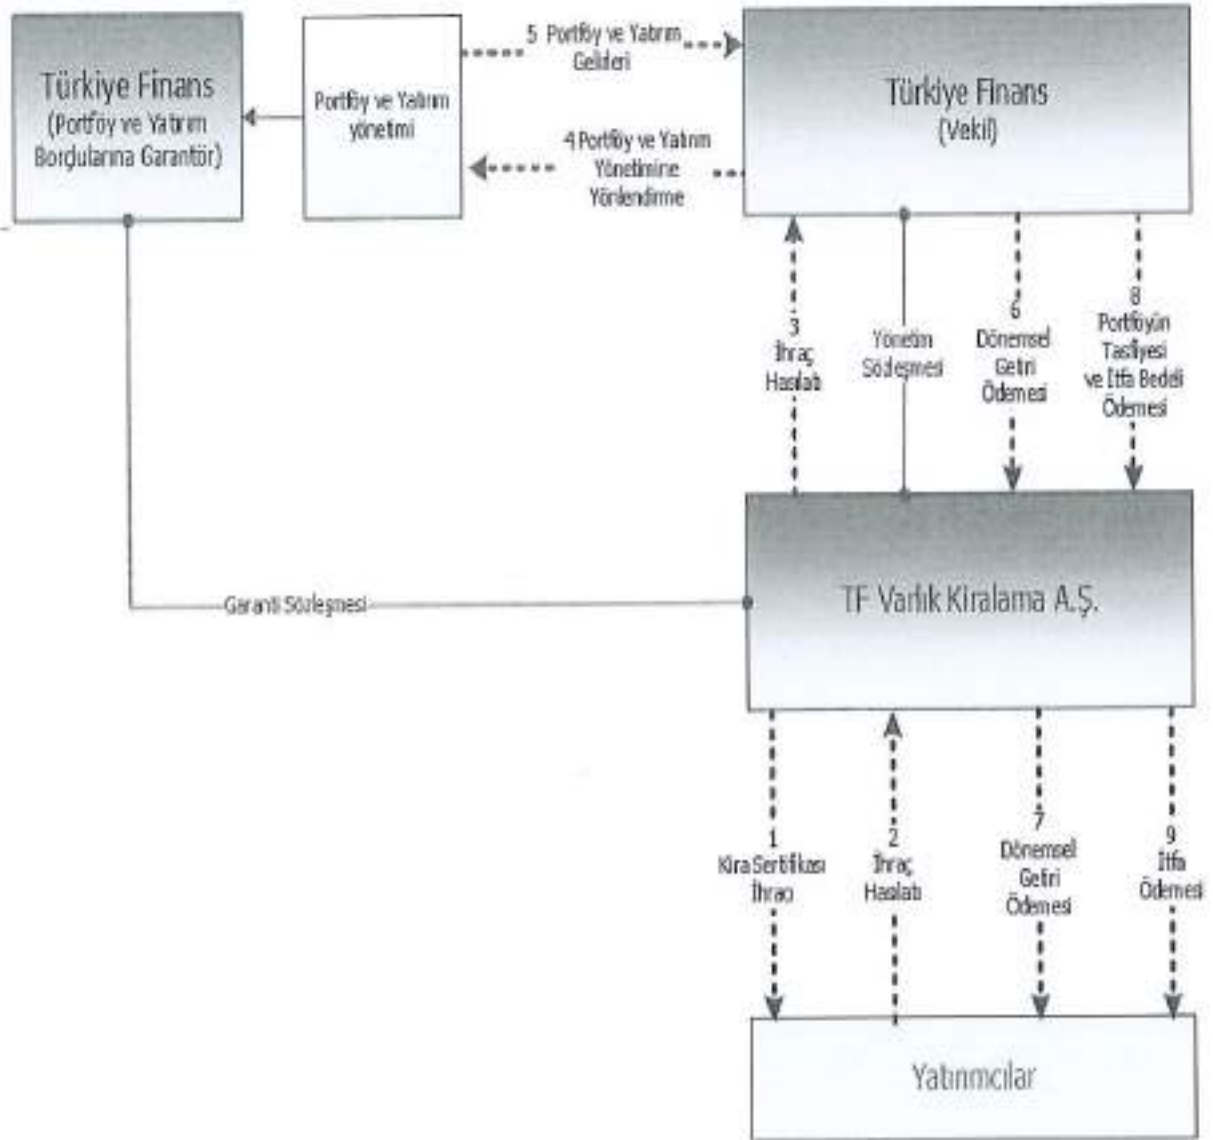 Türkiye Finans
(Portföy ve Yatırım
Borçlularına Garantör)
Portföy ve Yatırım
yönetimi
5 Portföy ve Yatırım
Gelirleri
4 Portföy ve Yatırım
Yönetimine
Yönlendirme
Türkiye Finans
(Vekil)
3
İhraç
Hasılatı
Yönetim
Sözleşmesi
6
Dönemsel
Getiri
Ödemesi
8
Portföyün
Tasfiyesi
ve İtfa Bedeli
Ödemesi
TF Varlık Kiralama A.Ş.
Garanti Sözleşmesi
1
Kira Sertifikası
İhracı
2
İhraç
Hasılatı
7
Dönemsel
Getiri
Ödemesi
9
İtfa
Ödemesi
Yatırımcılar